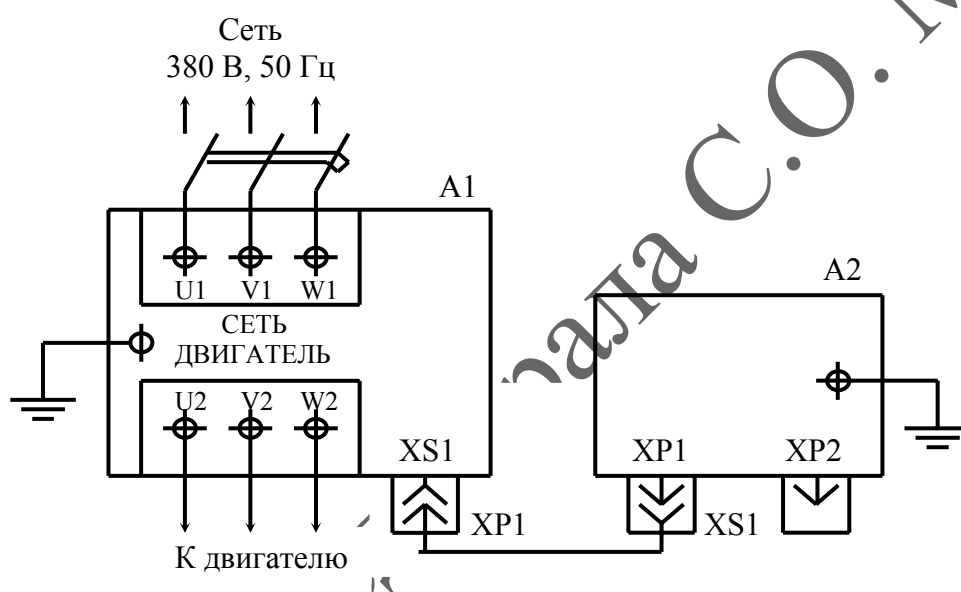 Сеть
380 В, 50 Гц
A1
U1 V1 W1
СЕТЬ
ДВИГАТЕЛЬ
U2 V2 W2
XS1
XP1
К двигателю
A2
XP1 XP2
XS1
рала С.О. М